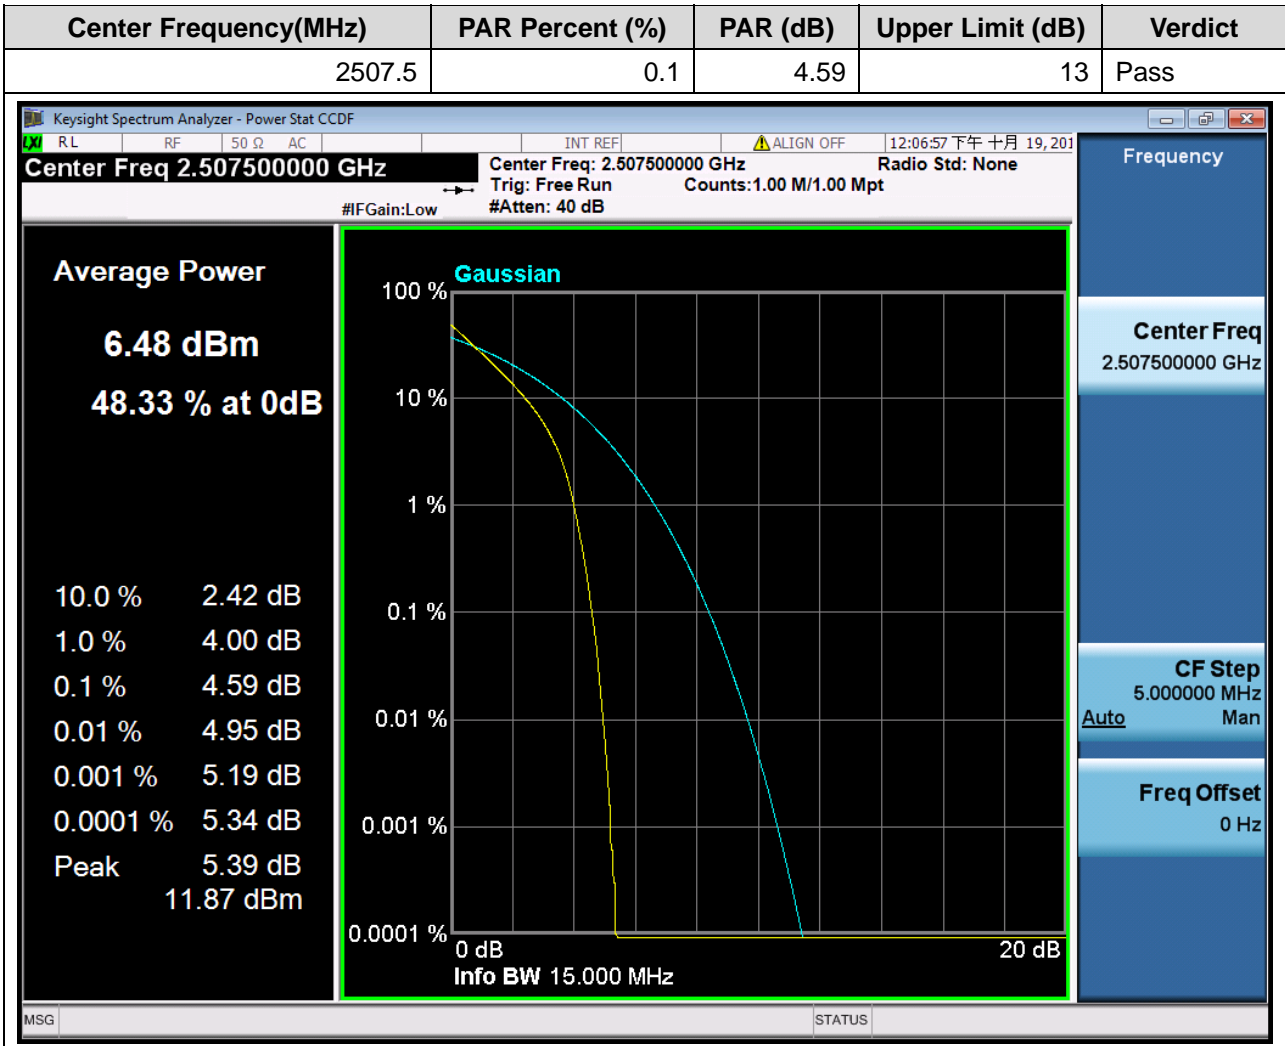 Center Frequency(MHz) PAR Percent (%) PAR (dB) Upper Limit (dB) Verdict
2507.5 0.1 4.59 13 Pass
Keysight Spectrum Analyzer - Power Stat CCDF
LXI RL RF 50 Ω AC INT REF ALIGN OFF 12:06:57 下午 十月 19, 201
Center Freq 2.507500000 GHz
#IFGain:Low
Center Freq: 2.507500000 GHz Radio Std: None
Trig: Free Run Counts:1.00 M/1.00 Mpt
#Atten: 40 dB
Average Power
6.48 dBm
48.33 % at 0dB
10.0 % 2.42 dB
1.0 % 4.00 dB
0.1 % 4.59 dB
0.01 % 4.95 dB
0.001 % 5.19 dB
0.0001 % 5.34 dB
Peak 5.39 dB
11.87 dBm
Gaussian
100 %
10 %
1 %
0.1 %
0.01 %
0.001 %
0.0001 %
0 dB 20 dB
Info BW 15.000 MHz
Frequency
Center Freq
2.507500000 GHz
CF Step
5.000000 MHz
Auto Man
Freq Offset
0 Hz
MSG STATUS